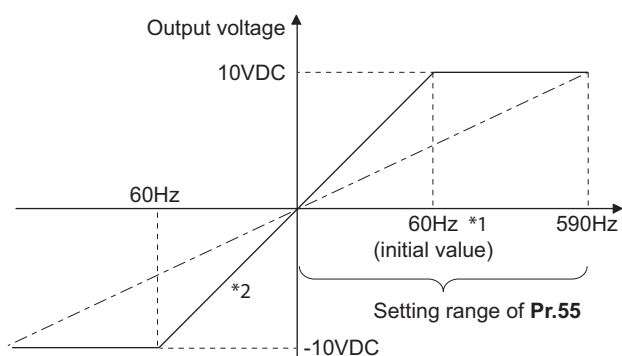 Output voltage
10VDC
60Hz
60Hz *1
590Hz
(initial value)
*2
Setting range of Pr.55
-10VDC